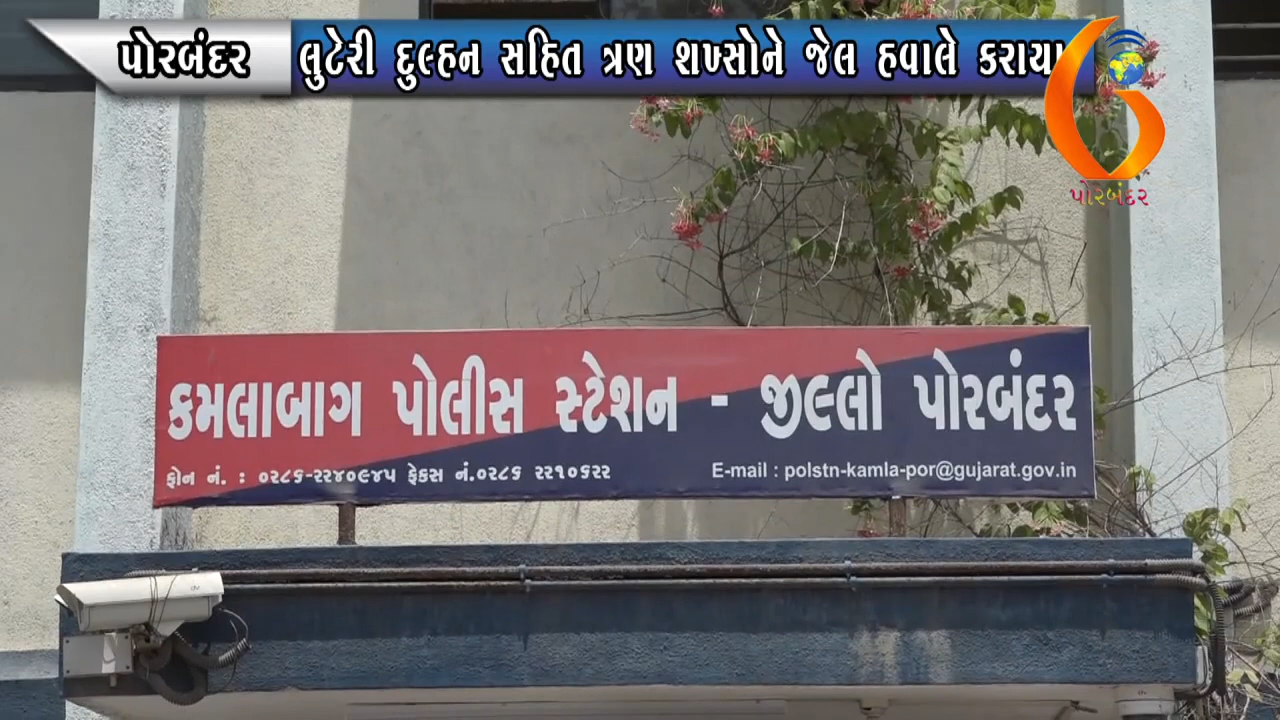 પોરબંદર
લુટેરી દુલ્હન સહિત ત્રણ શખ્સોને જેલ હવાલે કરાયા
પોરબંદર
કમલાબાગ પોલીસ સ્ટેશન - જીલ્લો પોરબંદર
ફોન નં. : ૦૨૮૬-૨૨૪૦૯૪૫ ફેકસ નં.૦૨૮૬ ૨૨૧૦૬૨૨
E-mail : polstn-kamla-por@gujarat.gov.in